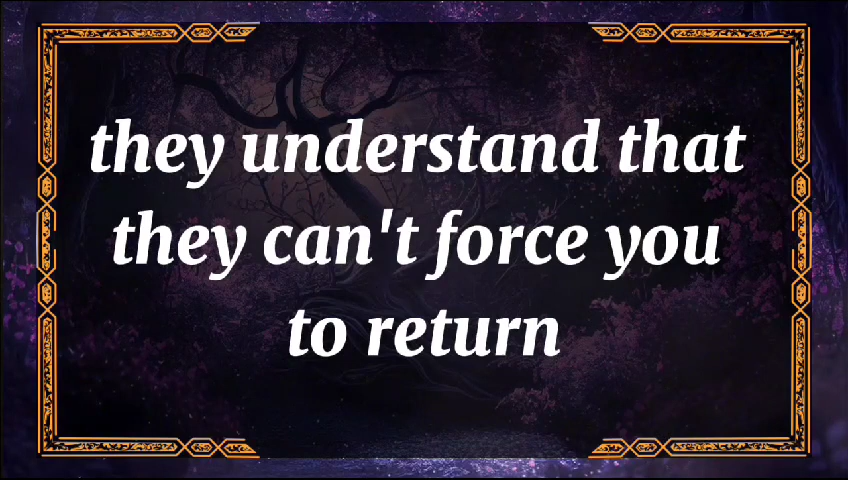 they understand that
they can't force you
to return